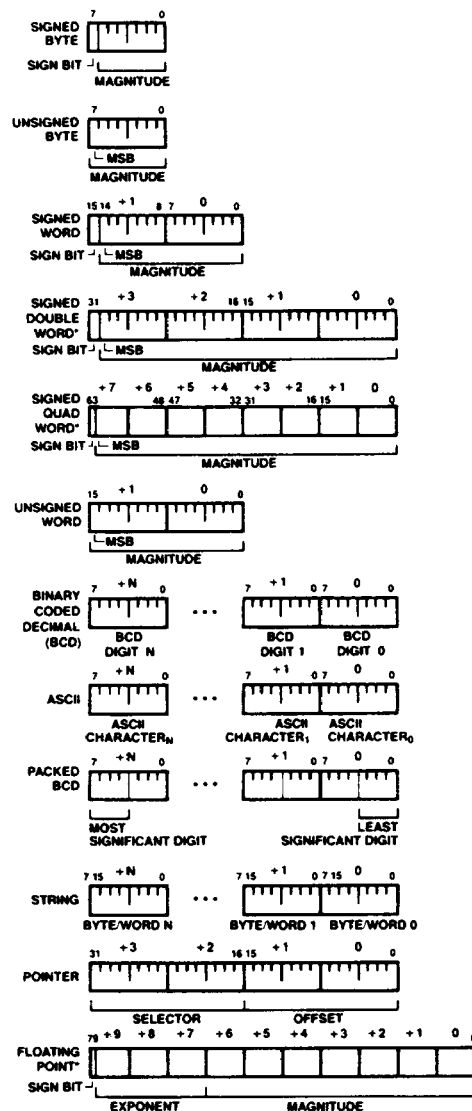 7 0
SIGNED
BYTE
SIGN BIT
MAGNITUDE
7 0
UNSIGNED
BYTE
MSB
MAGNITUDE
15 14 +1 8 7 0 0
SIGNED
WORD
SIGN BIT MSB
MAGNITUDE
31 +3 +2 16 15 +1 0 0
SIGNED
DOUBLE
WORD*
SIGN BIT MSB
MAGNITUDE
+7 +6 +5 +4 +3 +2 +1 0
63 48 47 32 31 16 15 0
SIGNED
QUAD
WORD*
SIGN BIT MSB
MAGNITUDE
15 +1 0 0
UNSIGNED
WORD
MSB
MAGNITUDE
7 +N 0 7 +1 0 7 0 0
BINARY
CODED
DECIMAL
(BCD)
...
BCD DIGIT N BCD DIGIT 1 BCD DIGIT 0
7 +N 0 7 +1 0 7 0 0
ASCII
...
ASCII CHARACTERN ASCII CHARACTER1 ASCII CHARACTER0
7 +N 0 7 +1 0 7 0 0
PACKED
BCD
...
MOST SIGNIFICANT DIGIT LEAST SIGNIFICANT DIGIT
7 15 +N 0 7 15 +1 0 7 15 0 0
STRING
...
BYTE/WORD N BYTE/WORD 1 BYTE/WORD 0
31 +3 +2 16 15 +1 0 0
POINTER
SELECTOR OFFSET
79 +9 +8 +7 +6 +5 +4 +3 +2 +1 0
FLOATING
POINT*
SIGN BIT
EXPONENT MAGNITUDE